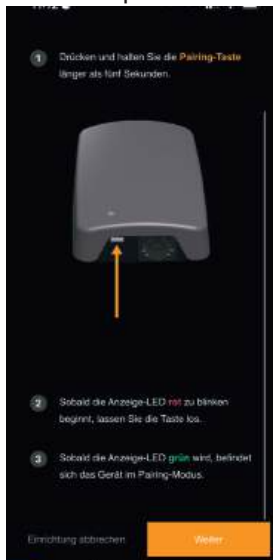 1 Drücken und halten Sie die Pairing-Taste
länger als fünf Sekunden.
2 Sobald die Anzeige-LED rot zu blinken
beginnt, lassen Sie die Taste los.
3 Sobald die Anzeige-LED grün wird, befindet
sich das Gerät im Pairing-Modus.
Einrichtung abbrechen
Weiter